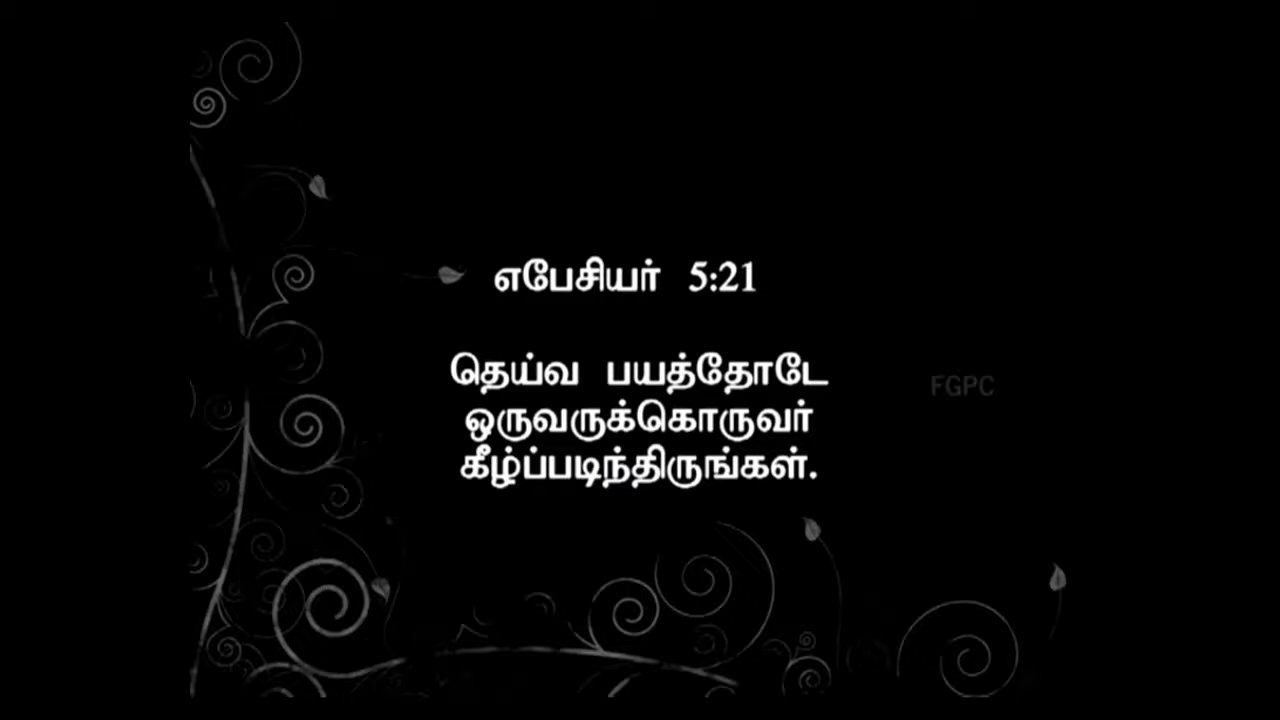 எபேசியர் 5:21
தெய்வ பயத்தோடே
ஒருவருக்கொருவர்
கீழ்ப்படிந்திருங்கள்.
FGPC